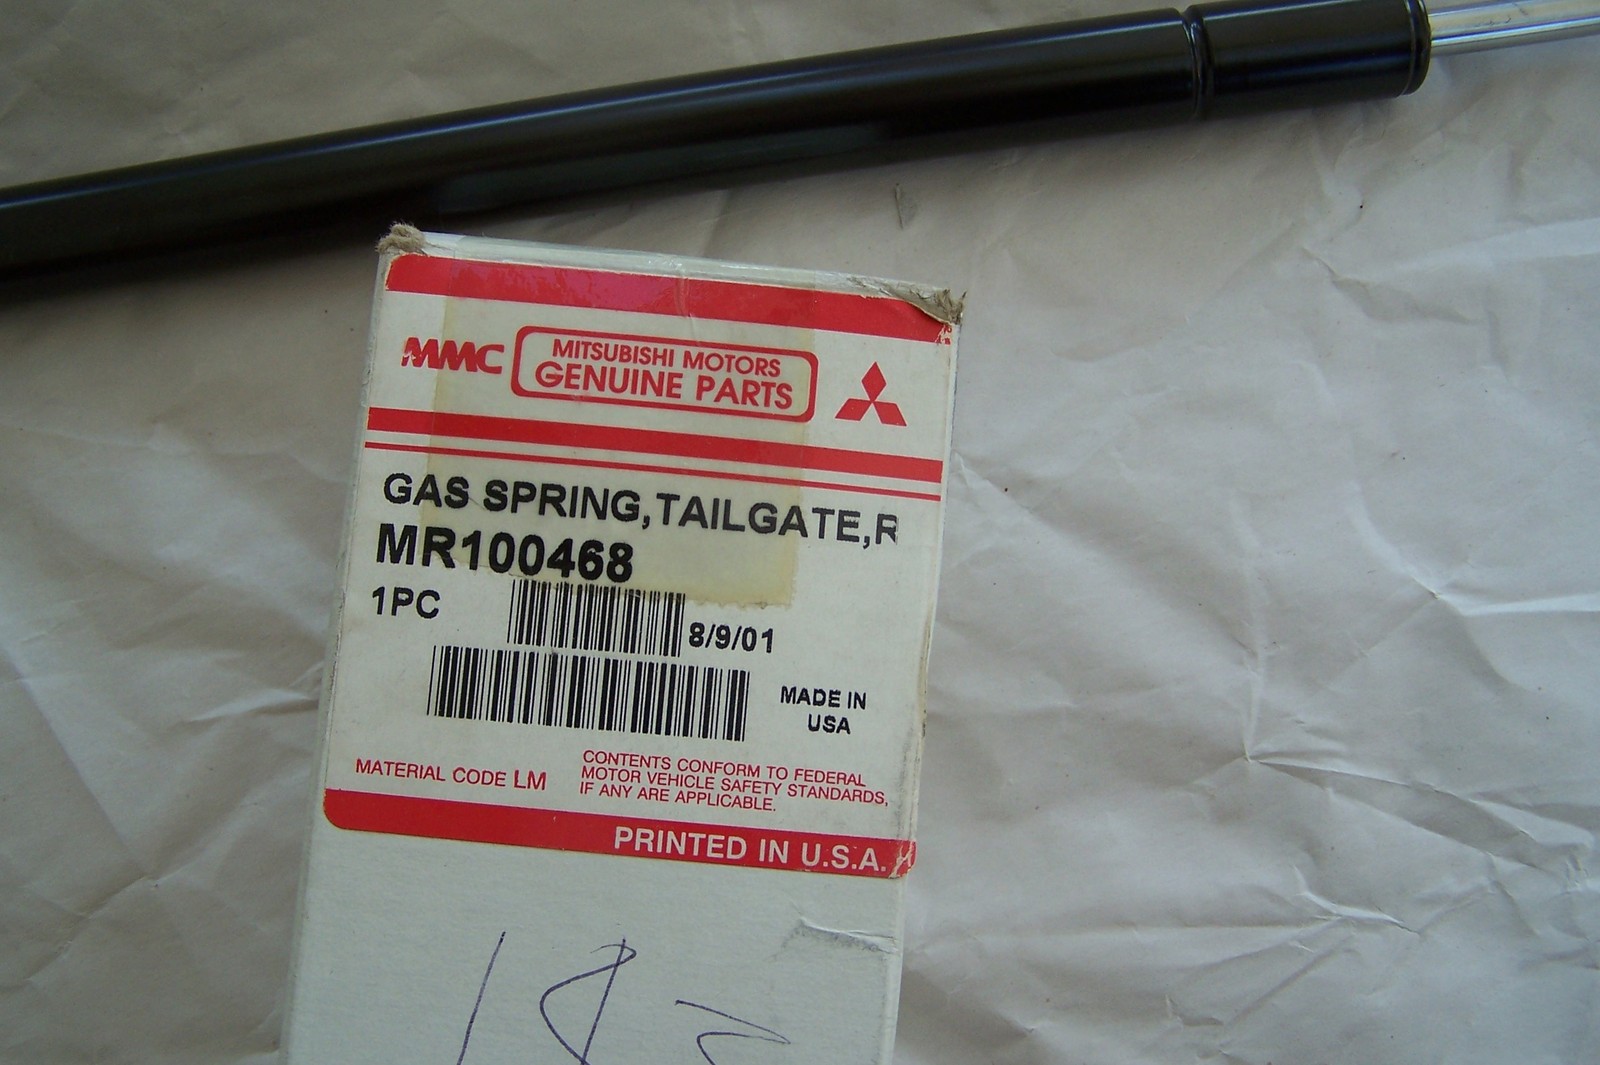 MMC
MITSUBISHI MOTORS
GENUINE PARTS
GAS SPRING,TAILGATE,R
MR100468
1PC
8/9/01
MADE IN
USA
MATERIAL CODE LM
CONTENTS CONFORM TO FEDERAL
MOTOR VEHICLE SAFETY STANDARDS,
IF ANY ARE APPLICABLE.
PRINTED IN U.S.A.